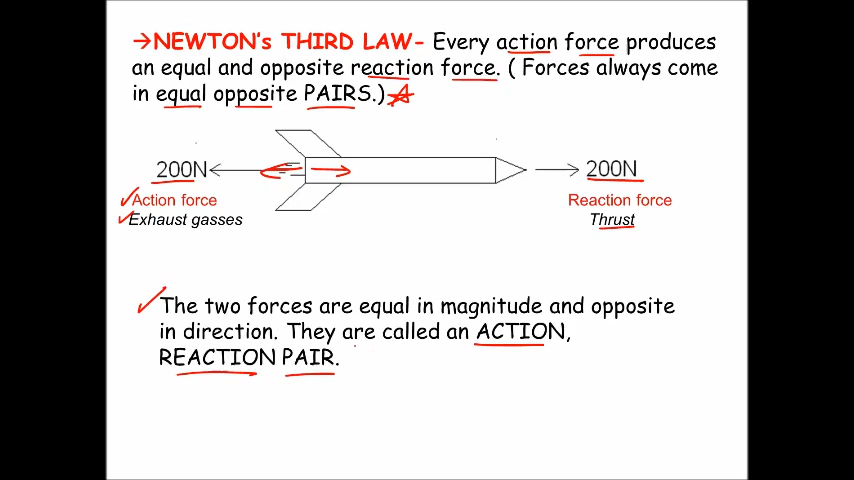 →NEWTON's THIRD LAW- Every action force produces
an equal and opposite reaction force. ( Forces always come
in equal opposite PAIRS.)
200N
200N
Action force
Reaction force
Exhaust gasses
Thrust
The two forces are equal in magnitude and opposite
in direction. They are called an ACTION,
REACTION PAIR.